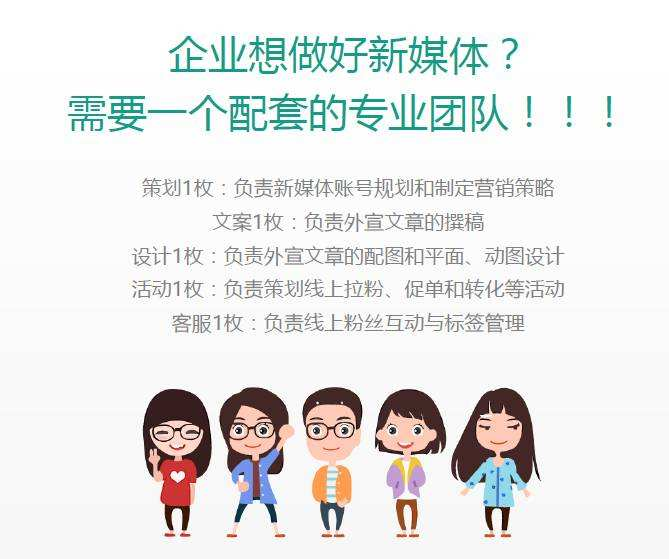 企业想做好新媒体？
需要一个配套的专业团队！！！
策划1枚：负责新媒体账号规划和制定营销策略
文案1枚：负责外宣文章的撰稿
设计1枚：负责外宣文章的配图和平面、动图设计
活动1枚：负责策划线上拉粉、促单和转化等活动
客服1枚：负责线上粉丝互动与标签管理